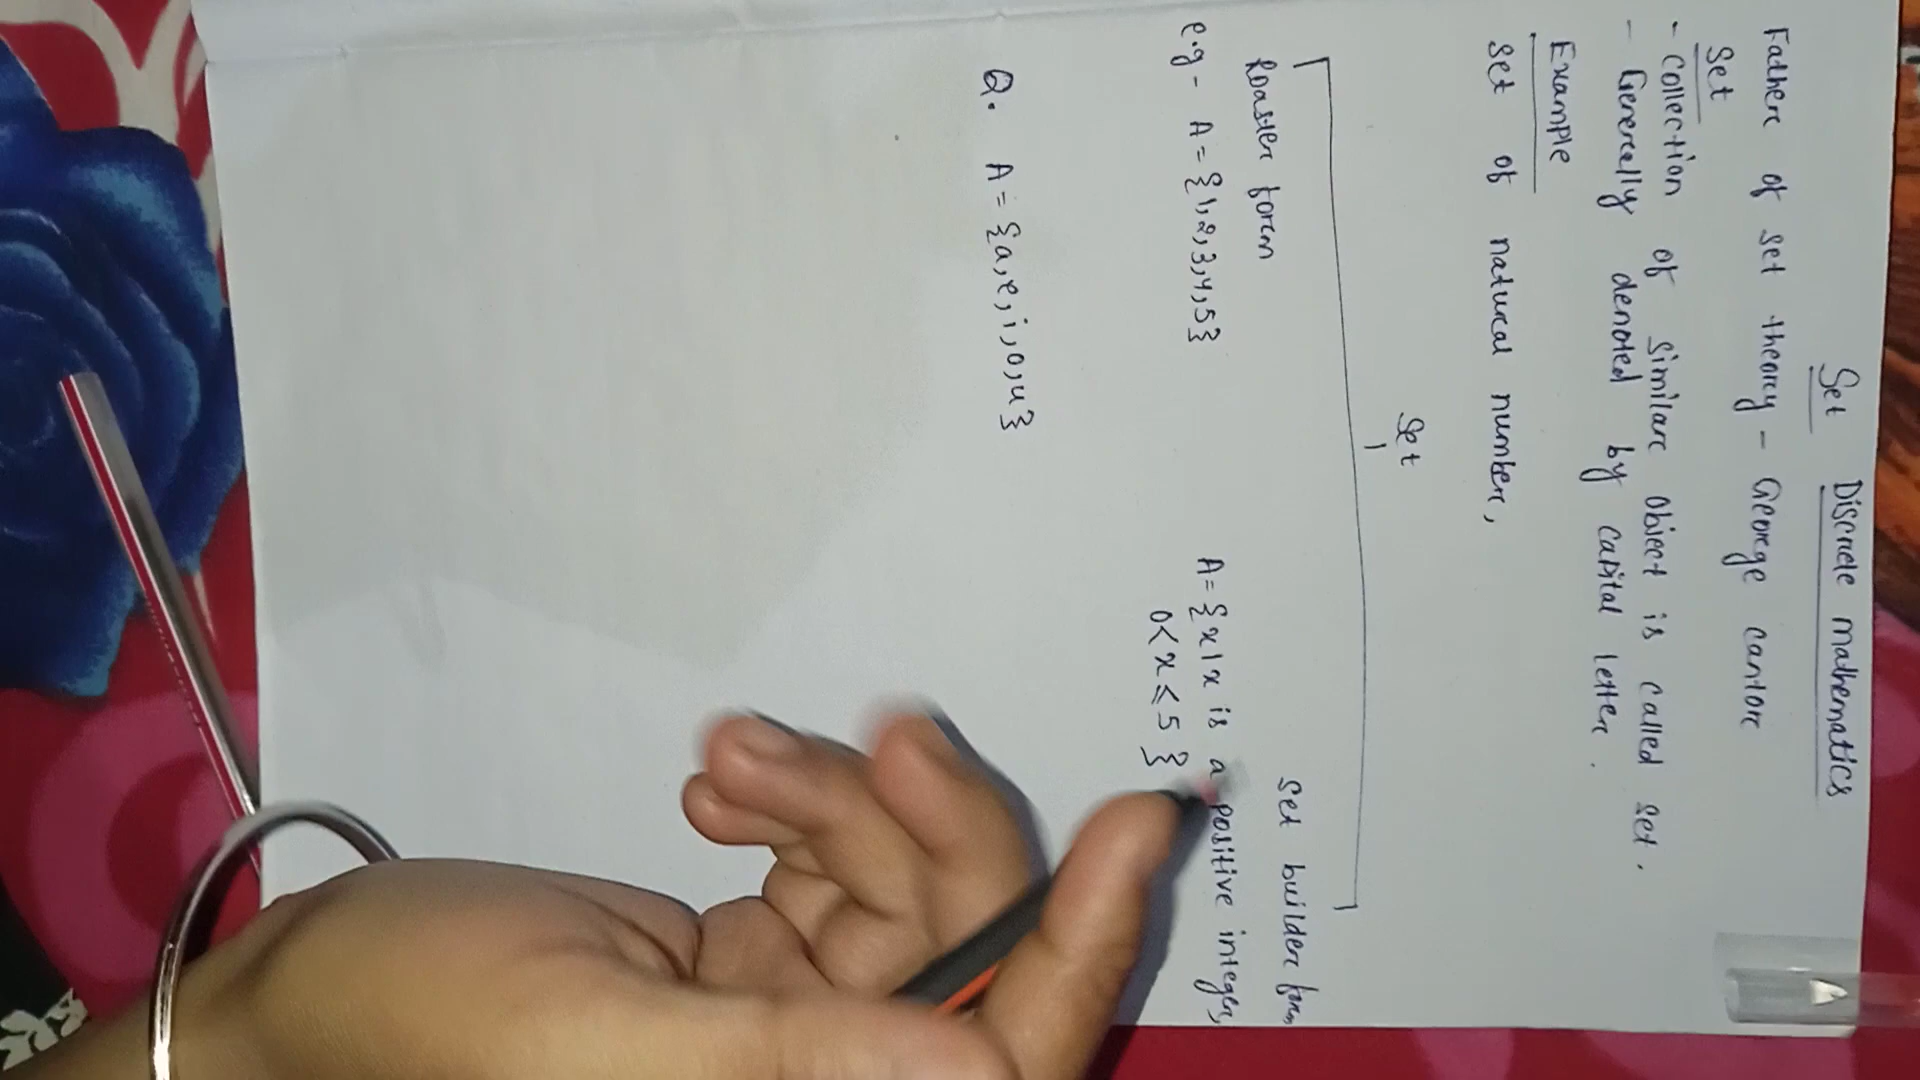 Set Discrete mathematics
Father of set theory - George cantor
Set
- Collection of similar object is called set.
- Generally denoted by capital letter.
Example
Set of natural number,
Set
Roaster form Set builder form
e.g - A = {1,2,3,4,5} A = {x | x is a positive integer,
0 < x ≤ 5 }
Q. A = {a, e, i, o, u}